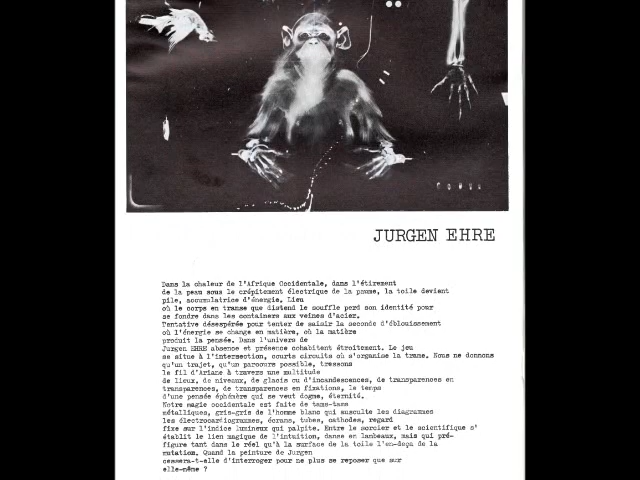 JURGEN EHRE
Dans la chaleur de l'Afrique Occidentale, dans l'étirement
de la peau sous le crépitement électrique de la paume, la toile devient
pile, accumulatrice d'énergie. Lieu
où le corps en transe que distend le souffle perd son identité pour
se fondre dans les containers aux veines d'acier,
Tentative désespérée pour tenter de saisir la seconde d'éblouissement
où l'énergie se change en matière, où la matière
produit la pensée. Dans l'univers de
Jurgen EHRE absence et présence cohabitent étroitement. Le jeu
se situe à l'intersection, courts circuits où s'organise la trame. Nous ne donnons
qu'un trajet, qu'un parcours possible, tressons
le fil d'Ariane à travers une multitude
de lieux, de niveaux, de glacis ou d'incandescences, de transparences en
transparences, de transparences en fixations, le temps
d'une pensée éphémère qui se veut dogme, éternité.
Notre magie occidentale est faite de tams-tams
métalliques, gris-gris de l'homme blanc qui ausculte les diagrammes
les électrocardiogrammes, écrans, tubes, cathodes, regard
fixe sur l'indice lumineux qui palpite. Entre le sorcier et le scientifique s'
établit le lien magique de l'intuition, danse en lambeaux, mais qui pré-
figure tant dans le réel qu'à la surface de la toile l'en-deça de la
mutation. Quand la peinture de Jurgen
cessera-t-elle d'interroger pour ne plus se reposer que sur
elle-même ?